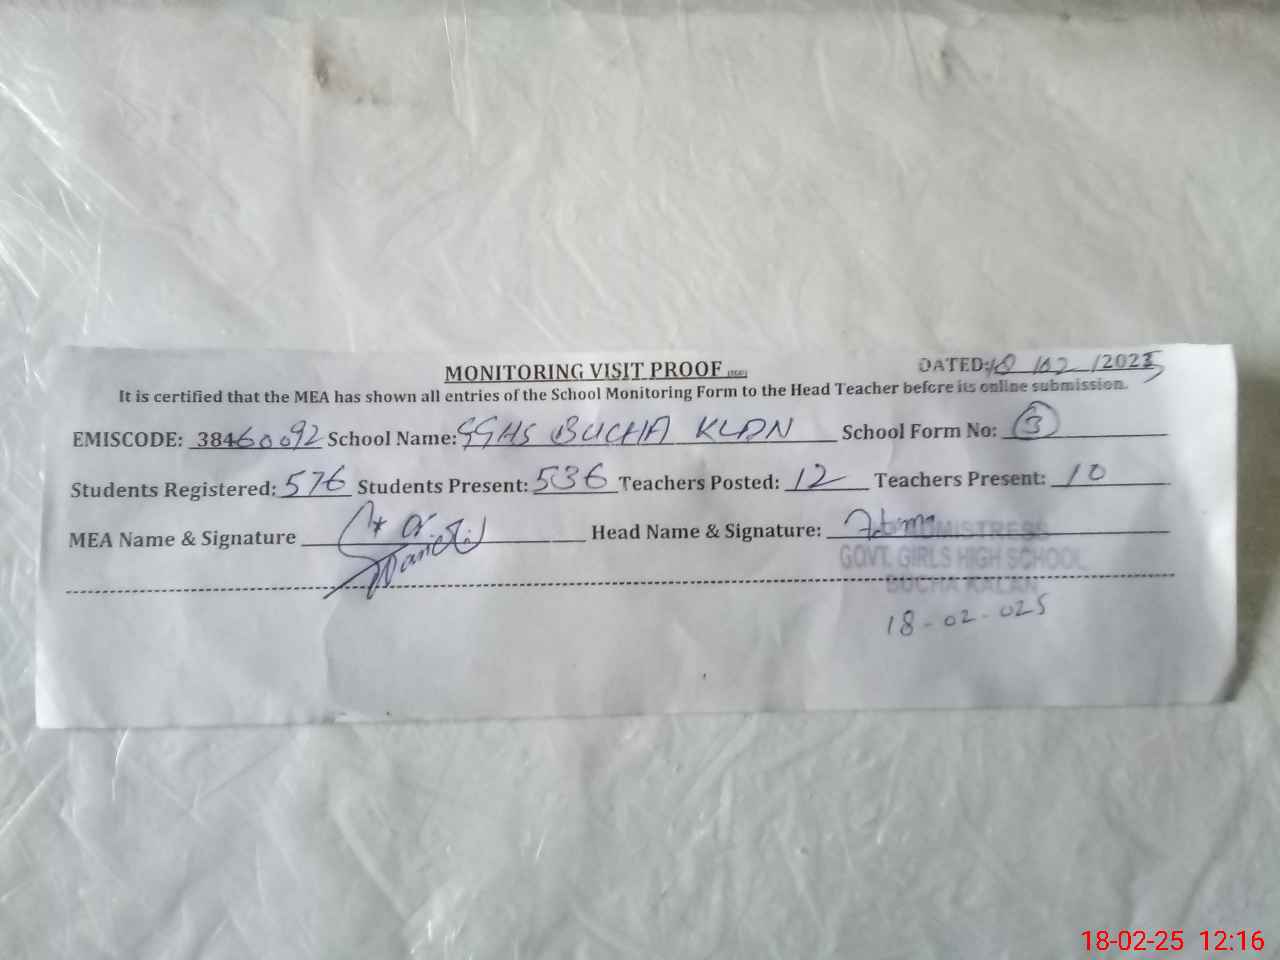 MONITORING VISIT PROOF
DATED: 18 / 02 / 2025
It is certified that the MEA has shown all entries of the School Monitoring Form to the Head Teacher before its online submission.
EMISCODE: 38460092 School Name: GGHS BUCHA KLAN School Form No: 3
Students Registered: 576 Students Present: 536 Teachers Posted: 12 Teachers Present: 10
MEA Name & Signature Head Name & Signature:
HEADMISTRESS
GOVT. GIRLS HIGH SCHOOL
BUCHA KALAN
18-02-025
18-02-25 12:16